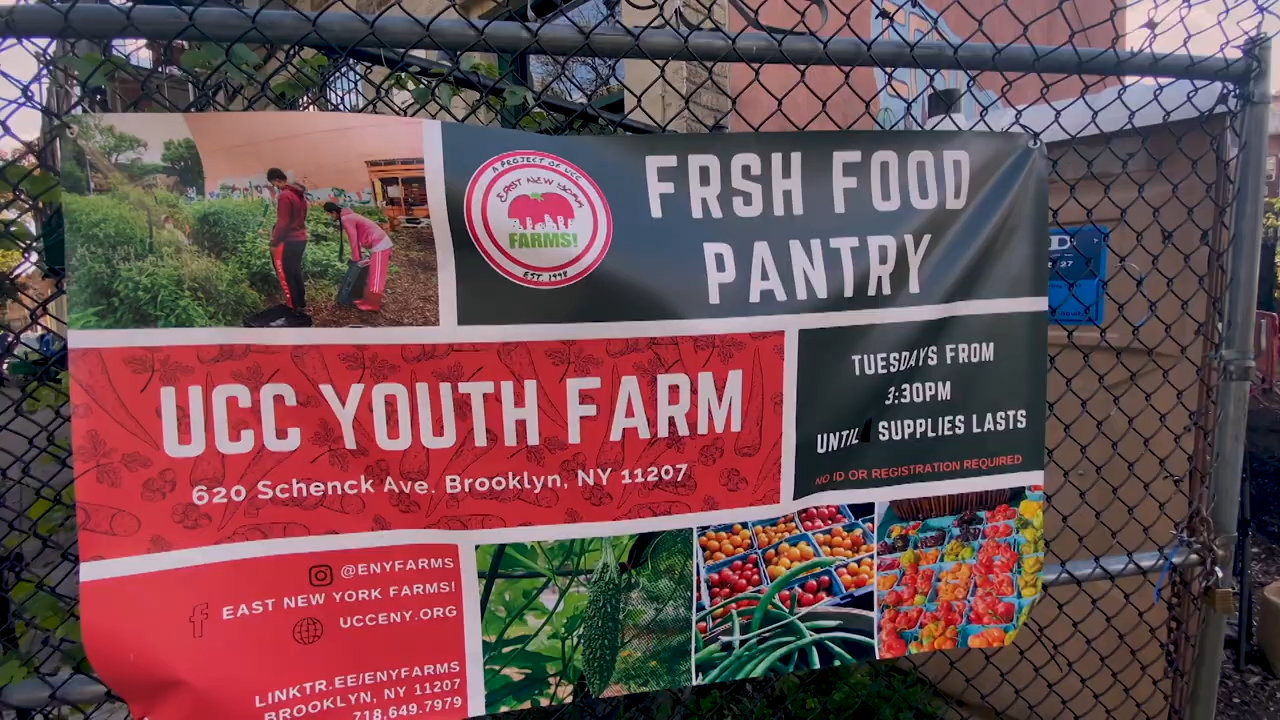 A PROJECT OF UCC
EAST NEW YORK
FARMS!
EST. 1998
FRSH FOOD
PANTRY
UCC YOUTH FARM
620 Schenck Ave. Brooklyn, NY 11207
TUESDAYS FROM
3:30PM
UNTIL SUPPLIES LASTS
NO ID OR REGISTRATION REQUIRED
@ENYFARMS
EAST NEW YORK FARMS!
UCCENY.ORG
LINKTR.EE/ENYFARMS
BROOKLYN, NY 11207
718.649.7979